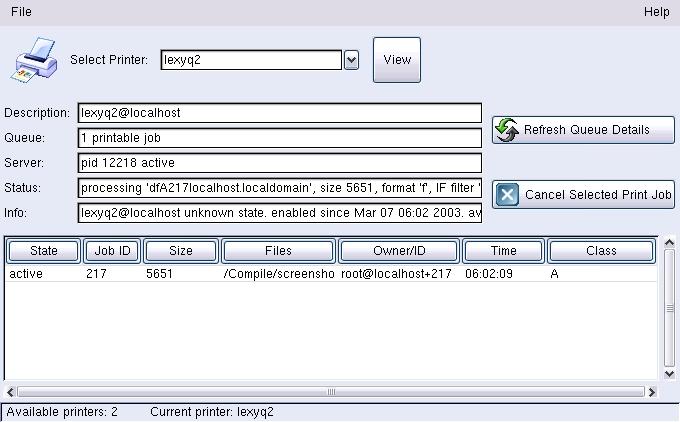 File Help
Select Printer: lexyq2 View
Description: lexyq2@localhost
Queue: 1 printable job
Refresh Queue Details
Server: pid 12218 active
Status: processing 'dfA217localhost.localdomain', size 5651, format 'f', IF filter '
Cancel Selected Print Job
Info: lexyq2@localhost unknown state. enabled since Mar 07 06:02 2003. av
State Job ID Size Files Owner/ID Time Class
active 217 5651 /Compile/screensho root@localhost+217 06:02:09 A
Available printers: 2 Current printer: lexyq2